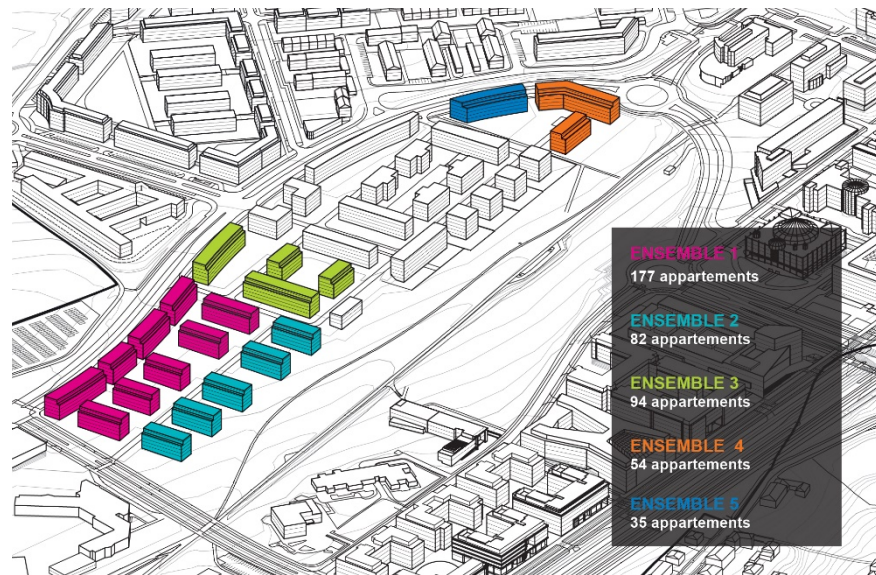 ENSEMBLE 1
177 appartements
ENSEMBLE 2
82 appartements
ENSEMBLE 3
94 appartements
ENSEMBLE 4
54 appartements
ENSEMBLE 5
35 appartements